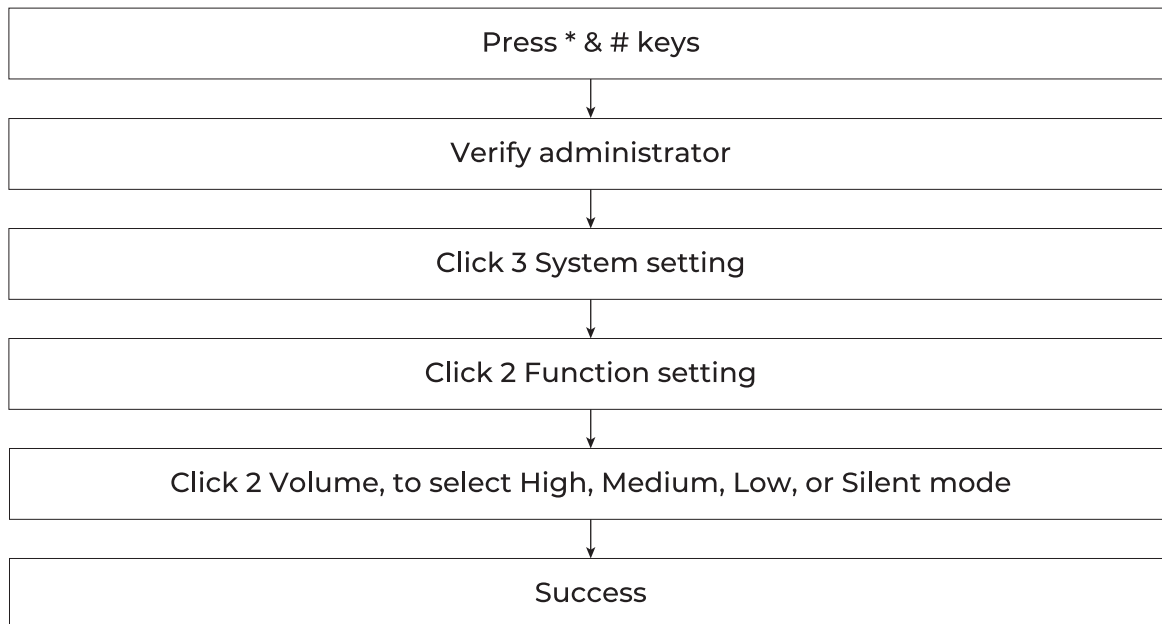 Press * & # keys
Verify administrator
Click 3 System setting
Click 2 Function setting
Click 2 Volume, to select High, Medium, Low, or Silent mode
Success